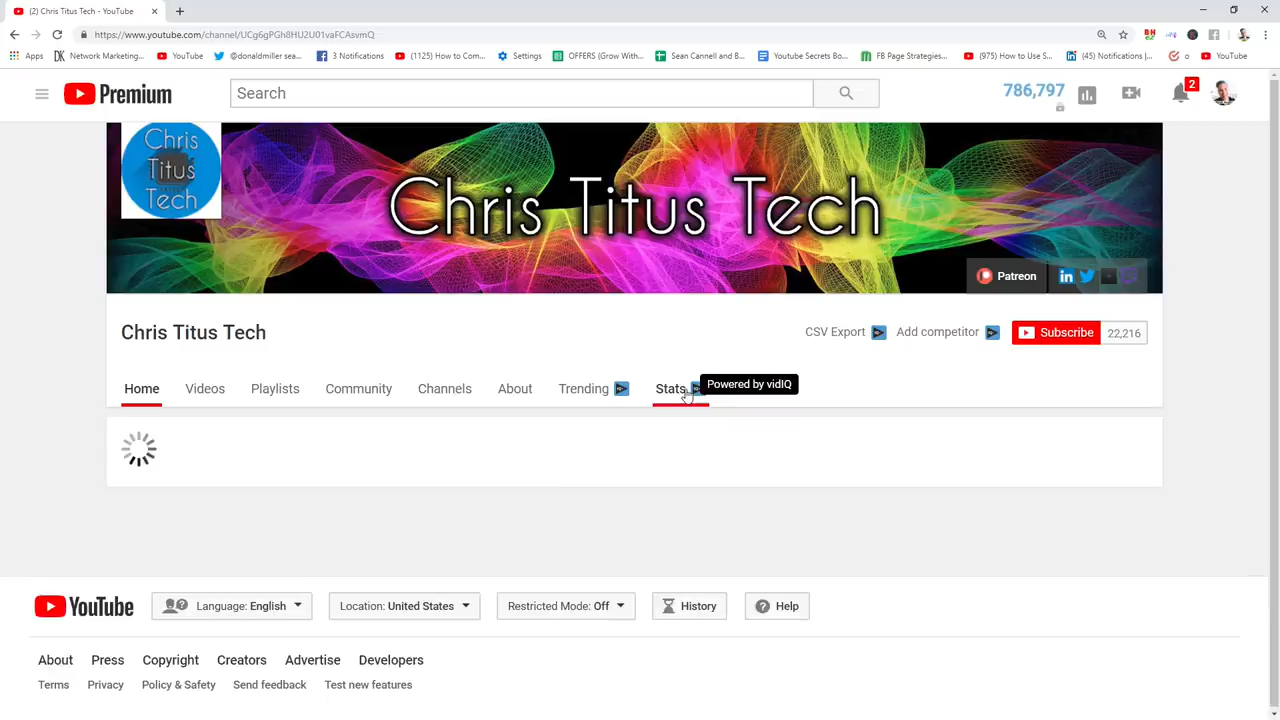 (2) Chris Titus Tech - YouTube
https://www.youtube.com/channel/UCg6gPGh8HU2U01vaFCAsvmQ
Apps
Network Marketing...
YouTube
@donaldmiller sea...
3 Notifications
(1125) How to Com...
Settings
OFFERS (Grow With...
Sean Cannell and B...
Youtube Secrets Bo...
FB Page Strategies...
(975) How to Use S...
(45) Notifications |...
0
YouTube
Premium
Search
786,797
2
Chris
Titus
Tech
Chris Titus Tech
Patreon
Chris Titus Tech
CSV Export
Add competitor
Subscribe
22,216
Home
Videos
Playlists
Community
Channels
About
Trending
Stats
Powered by vidIQ
YouTube
Language: English
Location: United States
Restricted Mode: Off
History
Help
About
Press
Copyright
Creators
Advertise
Developers
Terms
Privacy
Policy & Safety
Send feedback
Test new features